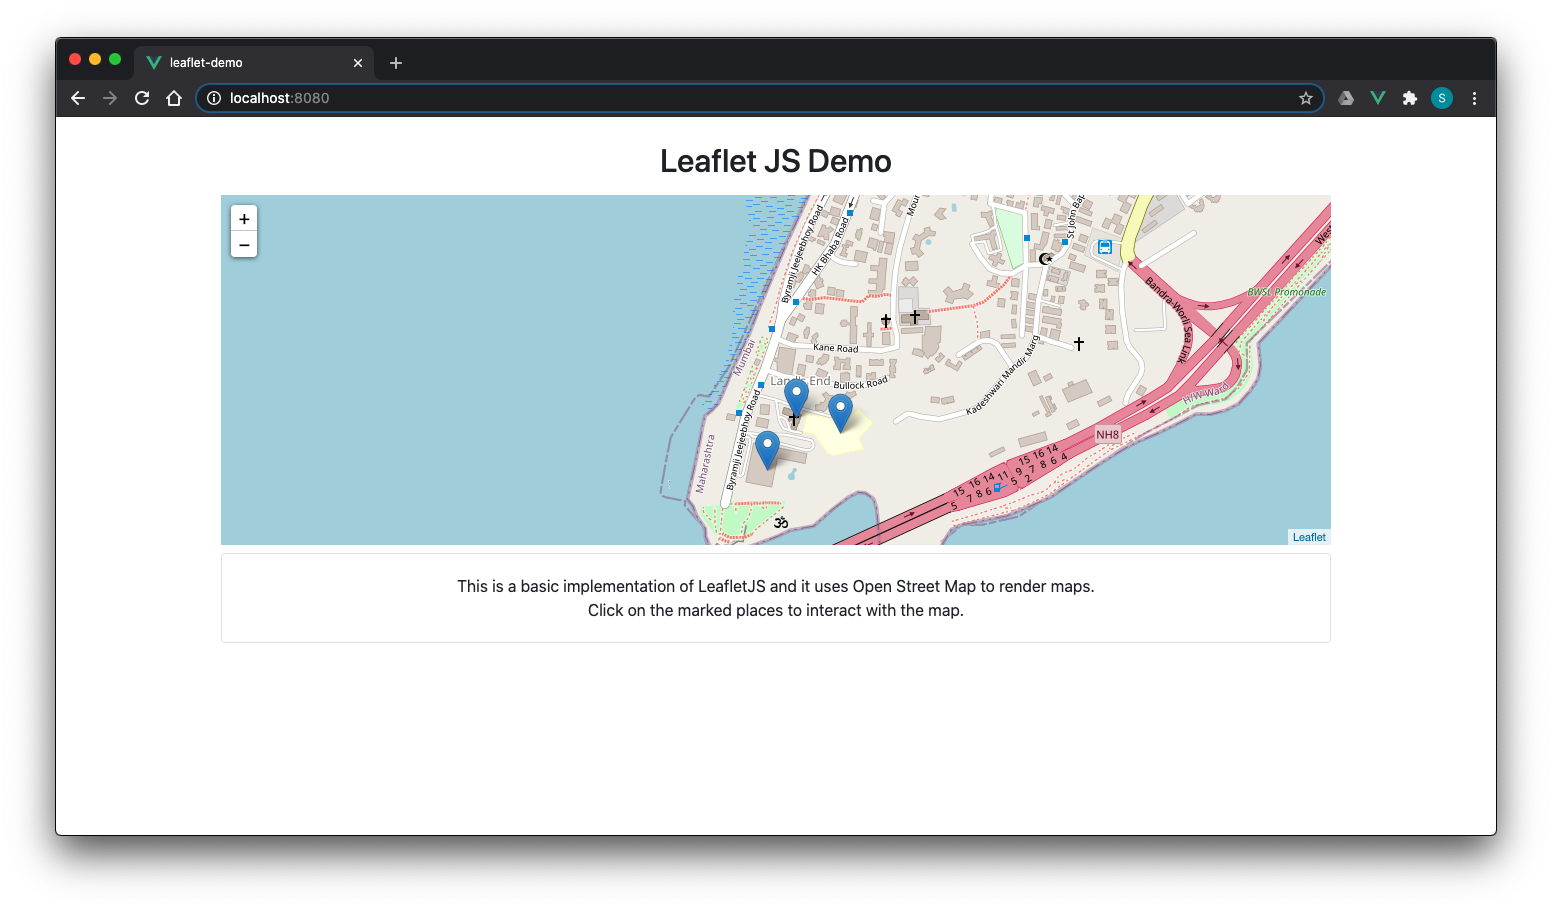 leaflet-demo
localhost:8080
S
Leaflet JS Demo
+
−
Byramji Jeejeebhoy Road
HK Bhaba Road
Moun
St John Bap
Wes
BWSL Promonade
Bandra-Worli Sea Link
Mumbai
Kane Road
Land's End
Bullock Road
Kadeshwari Mandir Marg
H/W Ward
Maharashtra
Byramji Jeejeebhoy Road
NH8
15 16 14
9 7 8 6 4
15 16 14 11
5 2
7 8 6
5
ॐ
Leaflet
This is a basic implementation of LeafletJS and it uses Open Street Map to render maps.
Click on the marked places to interact with the map.